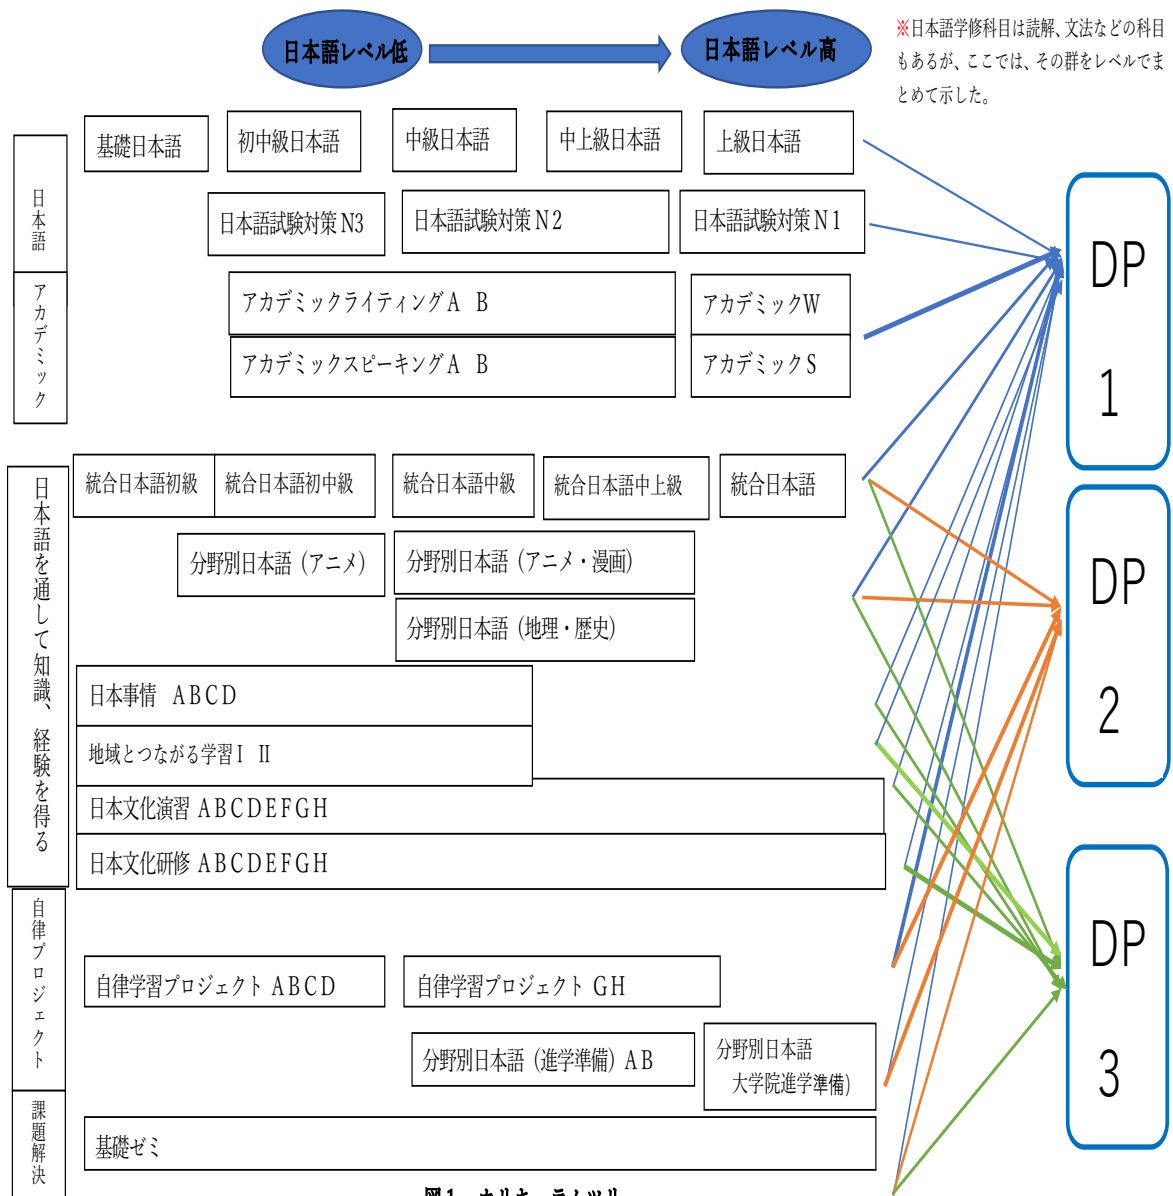 日本語レベル低
日本語レベル高
※日本語学修科目は読解、文法などの科目
もあるが、ここでは、その群をレベルでま
とめて示した。
日本語
基礎日本語
初中級日本語
中級日本語
中上級日本語
上級日本語
日本語試験対策N3
日本語試験対策N2
日本語試験対策N1
アカデミック
アカデミックライティングA B
アカデミックW
アカデミックスピーキングA B
アカデミックS
日本語を通して知識、経験を得る
統合日本語初級
統合日本語初中級
統合日本語中級
統合日本語中上級
統合日本語
分野別日本語(アニメ)
分野別日本語(アニメ・漫画)
分野別日本語(地理・歴史)
日本事情 ABCD
地域とつながる学習I II
日本文化演習 ABCDEFGH
日本文化研修 ABCDEFGH
自律プロジェクト
自律学習プロジェクト ABCD
自律学習プロジェクト GH
分野別日本語(進学準備)AB
分野別日本語
大学院進学準備)
課題解決
基礎ゼミ
DP
1
DP
2
DP
3